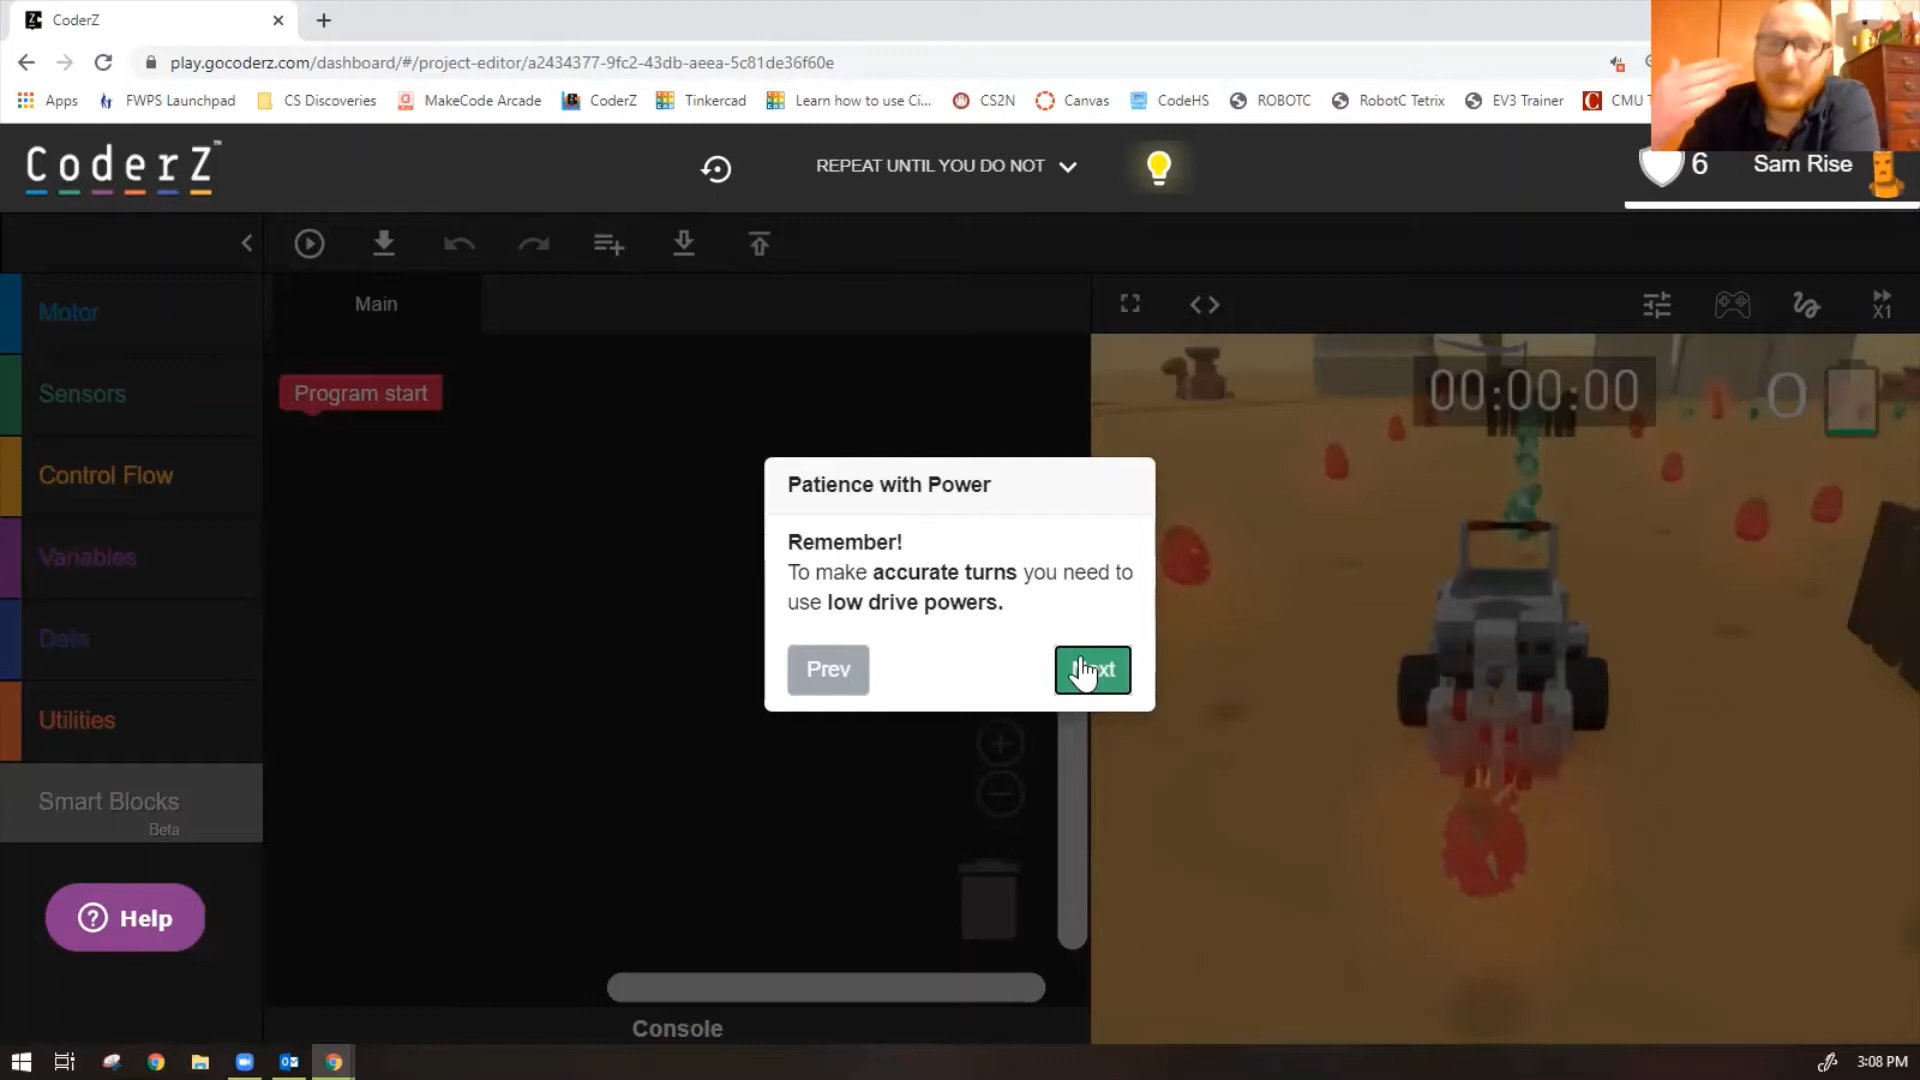 CoderZ
play.gocoderz.com/dashboard/#/project-editor/a2434377-9fc2-43db-aeea-5c81de36f60e
Apps FWPS Launchpad CS Discoveries MakeCode Arcade CoderZ Tinkercad Learn how to use Ci... CS2N Canvas CodeHS ROBOTC RobotC Tetrix EV3 Trainer CMU
CoderZ™ REPEAT UNTIL YOU DO NOT 6 Sam Rise
Main
X1
Motor
Sensors
Control Flow
Variables
Data
Utilities
Smart Blocks
Beta
Help
Program start
00:00:00 0
Patience with Power
Remember!
To make accurate turns you need to
use low drive powers.
Prev Next
Console
3:08 PM